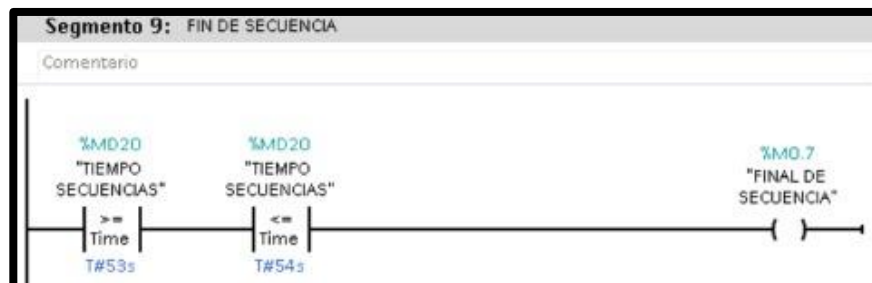 Segmento 9: FIN DE SECUENCIA
Comentario
%MD20
"TIEMPO
SECUENCIAS"
>=
Time
T#53s
%MD20
"TIEMPO
SECUENCIAS"
<=
Time
T#54s
%M0.7
"FINAL DE
SECUENCIA"
( )